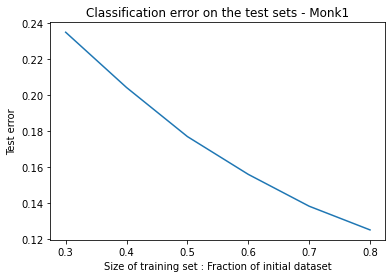 Classification error on the test sets - Monk1
0.24
0.22
0.20
0.18
0.16
0.14
0.12
Test error
0.3 0.4 0.5 0.6 0.7 0.8
Size of training set : Fraction of initial dataset